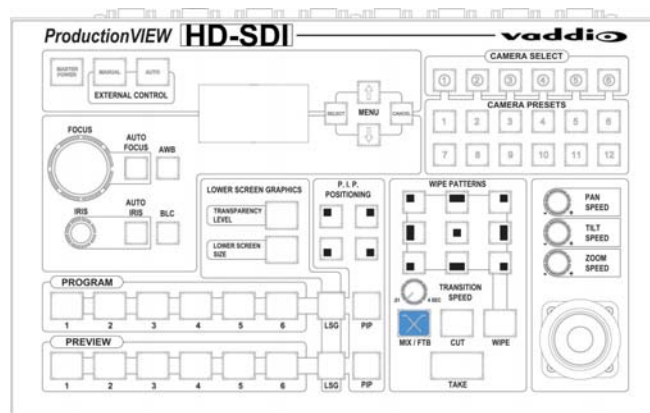 ProductionVIEW HD-SDI
vaddio
MASTER POWER
MANUAL
AUTO
EXTERNAL CONTROL
SELECT
MENU
CANCEL
CAMERA SELECT
1 2 3 4 5 6
CAMERA PRESETS
1 2 3 4 5 6
7 8 9 10 11 12
FOCUS
AUTO
FOCUS
AWB
IRIS
AUTO
IRIS
BLC
LOWER SCREEN GRAPHICS
TRANSPARENCY
LEVEL
LOWER SCREEN
SIZE
P. I. P.
POSITIONING
WIPE PATTERNS
TRANSITION
SPEED
.01 4 SEC
MIX / FTB
CUT
WIPE
TAKE
- +
PAN
SPEED
- +
TILT
SPEED
- +
ZOOM
SPEED
PROGRAM
1 2 3 4 5 6 LSG PIP
PREVIEW
1 2 3 4 5 6 LSG PIP